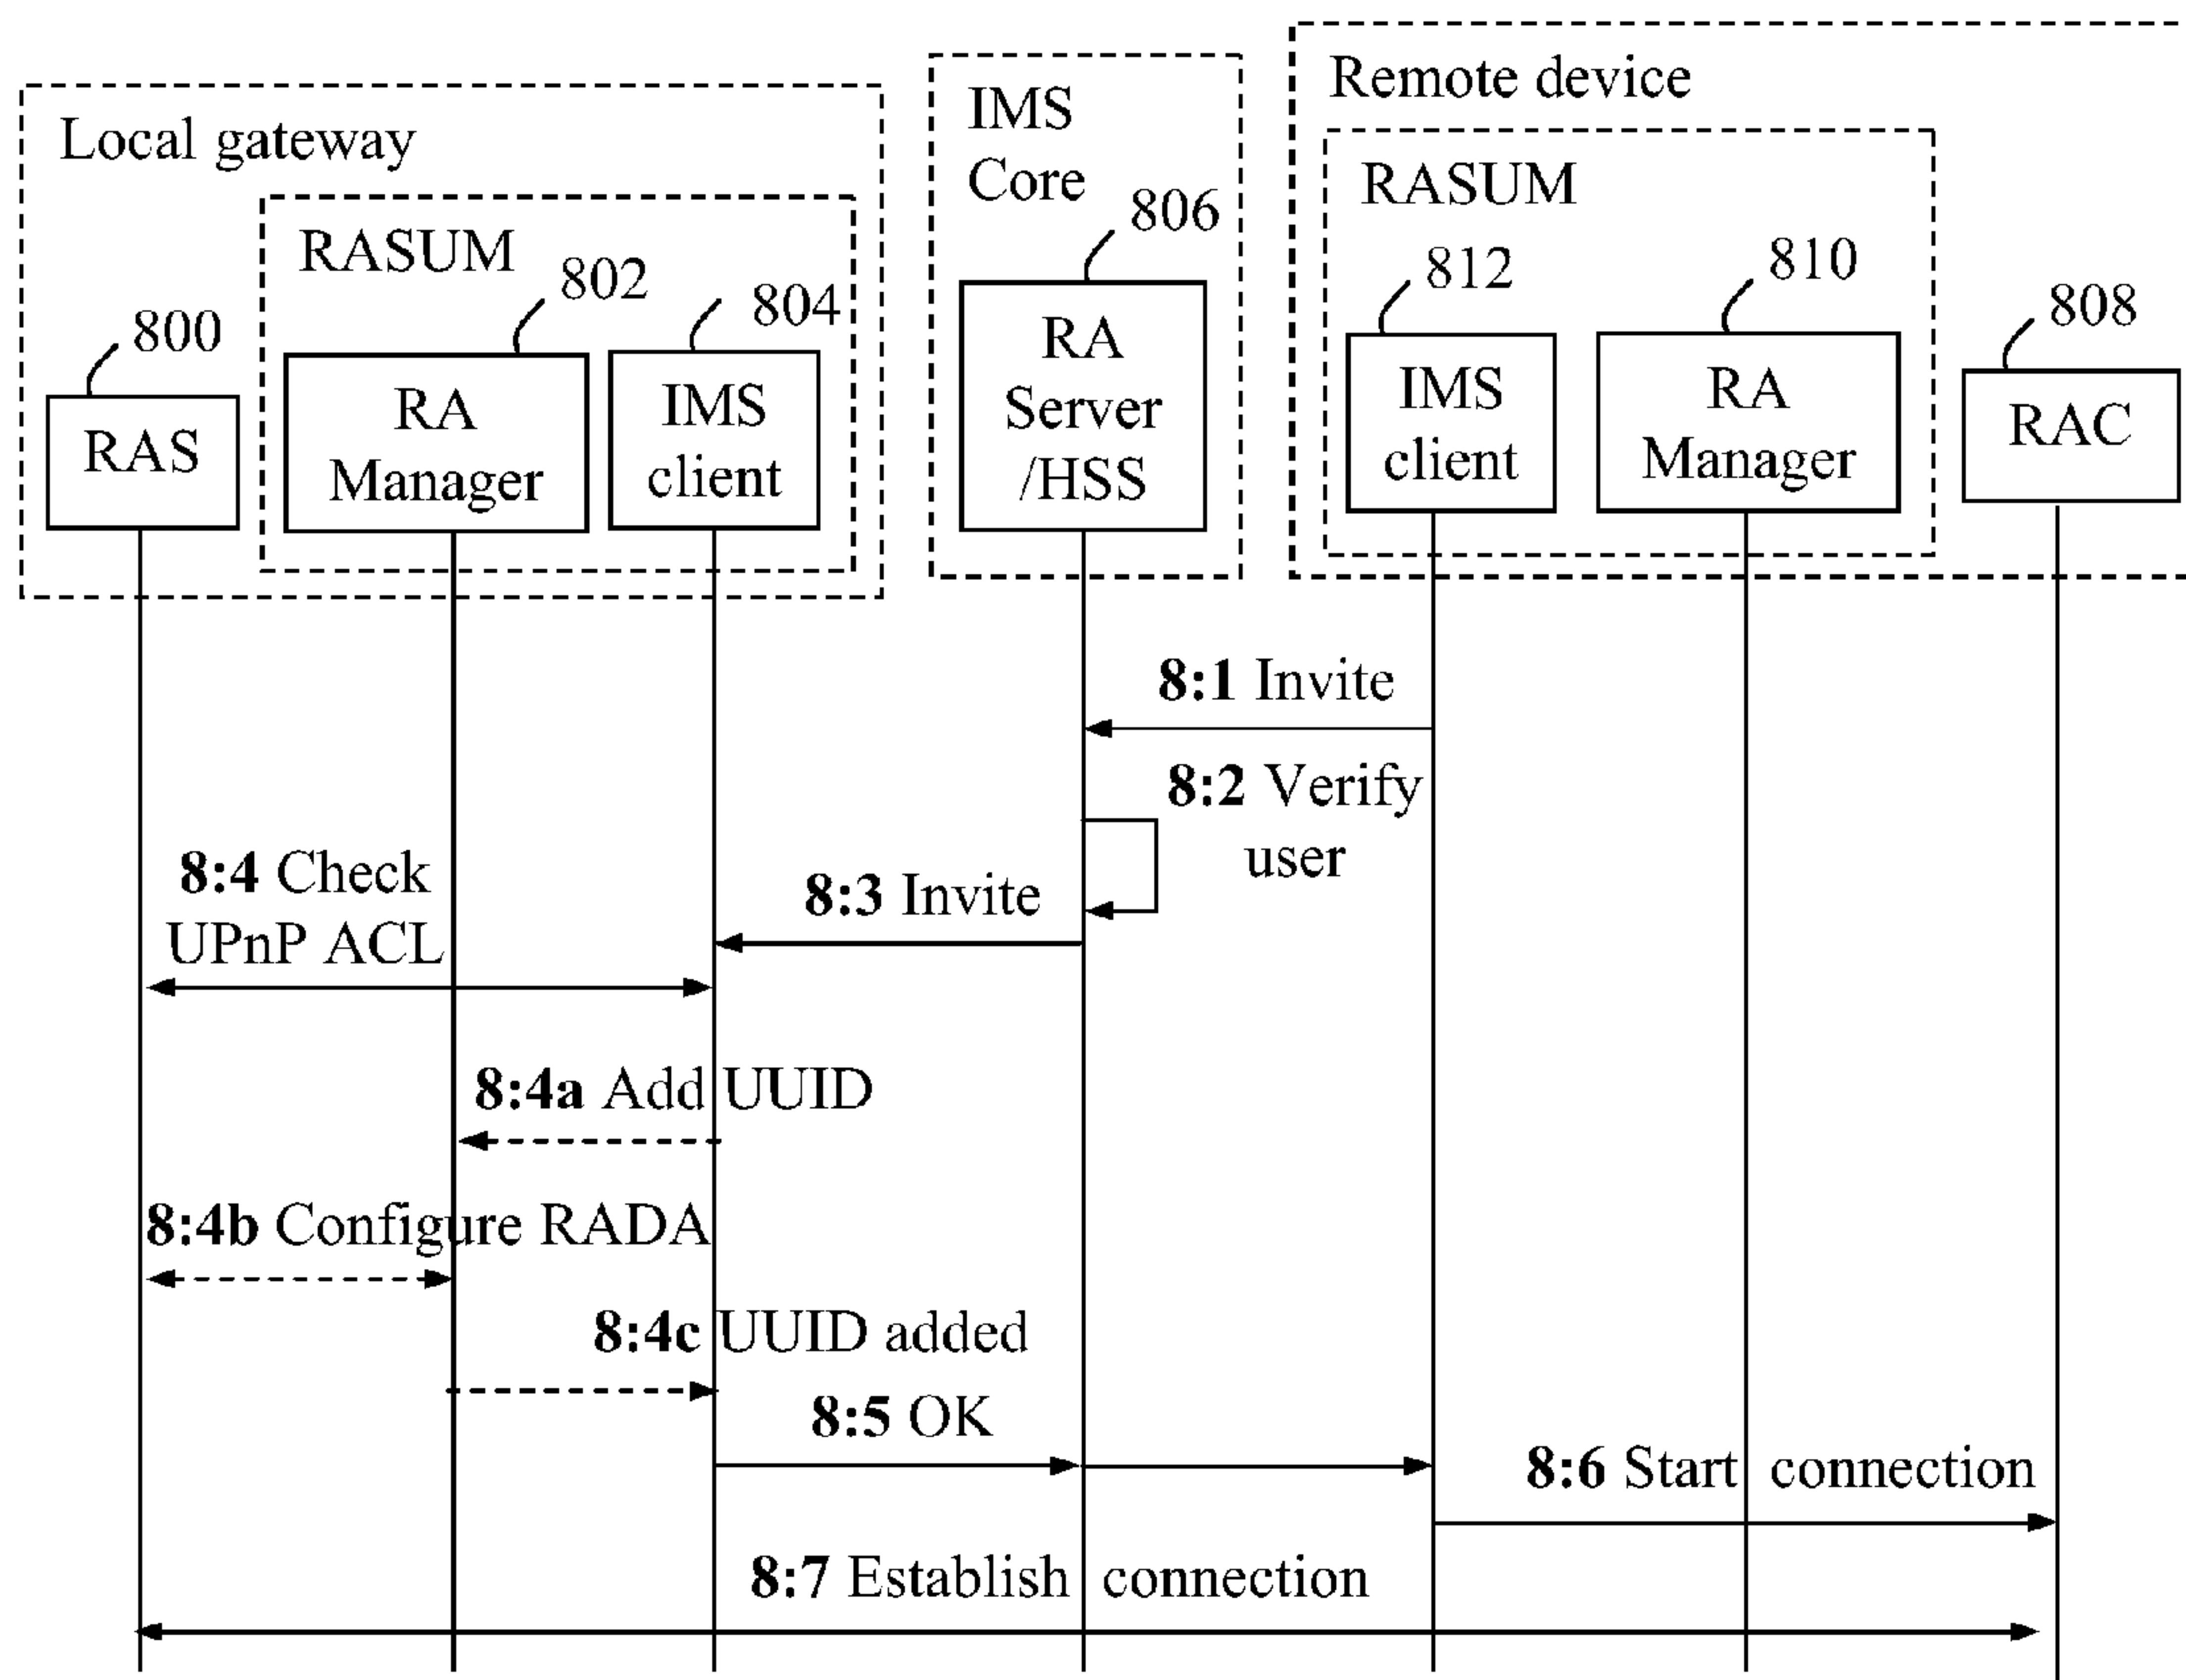 Local gateway
RASUM
800
802
804
RAS
RA
Manager
IMS
client
IMS
Core
806
RA
Server
/HSS
Remote device
RASUM
812
810
808
IMS
client
RA
Manager
RAC
8:1 Invite
8:2 Verify
user
8:3 Invite
8:4 Check
UPnP ACL
8:4a Add UUID
8:4b Configure RADA
8:4c UUID added
8:5 OK
8:6 Start connection
8:7 Establish connection